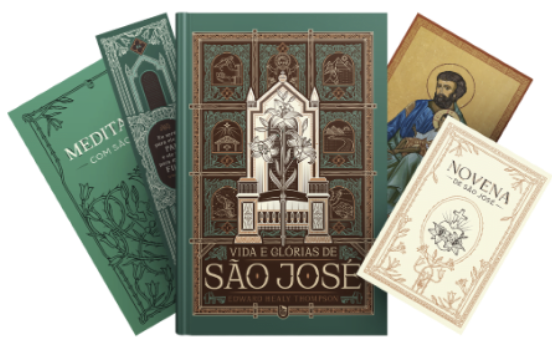 MEDITA
COM SÃO
VIDA E GLÓRIAS DE
SÃO JOSÉ
EDWARD HEALY THOMPSON
NOVENA
DE SÃO JOSÉ